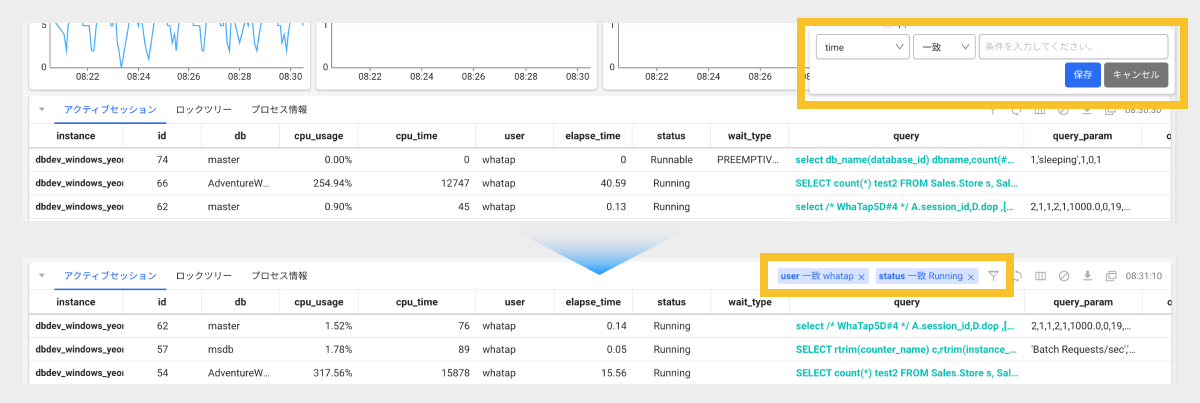 5
0
08:22 08:24 08:26 08:28 08:30
1
0
08:22 08:24 08:26 08:28 08:30
1
0
08:22 08:24 08:26
time 一致 条件を入力してください。
保存 キャンセル
アクティブセッション ロックツリー プロセス情報 08:30:30
instance id db cpu_usage cpu_time user elapse_time status wait_type query query_param
dbdev_windows_yeor 74 master 0.00% 0 whatap 0 Runnable PREEMPTIV... select db_name(database_id) dbname,count(#... 1,'sleeping',1,0,1
dbdev_windows_yeor 66 AdventureW... 254.94% 12747 whatap 40.59 Running SELECT count(*) test2 FROM Sales.Store s, Sal...
dbdev_windows_yeor 62 master 0.90% 45 whatap 0.13 Running select /* WhaTap5D#4 */ A.session_id,D.dop ,[... 2,1,1,2,1,1000.0,0,19,...
アクティブセッション ロックツリー プロセス情報 user 一致 whatap × status 一致 Running × 08:31:10
instance id db cpu_usage cpu_time user elapse_time status wait_type query query_param
dbdev_windows_yeor 62 master 1.52% 76 whatap 0.14 Running select /* WhaTap5D#4 */ A.session_id,D.dop ,[... 2,1,1,2,1,1000.0,0,19,...
dbdev_windows_yeor 57 msdb 1.78% 89 whatap 0.05 Running SELECT rtrim(counter_name) c,rtrim(instance_... 'Batch Requests/sec','...
dbdev_windows_yeor 54 AdventureW... 317.56% 15878 whatap 15.56 Running SELECT count(*) test2 FROM Sales.Store s, Sal...